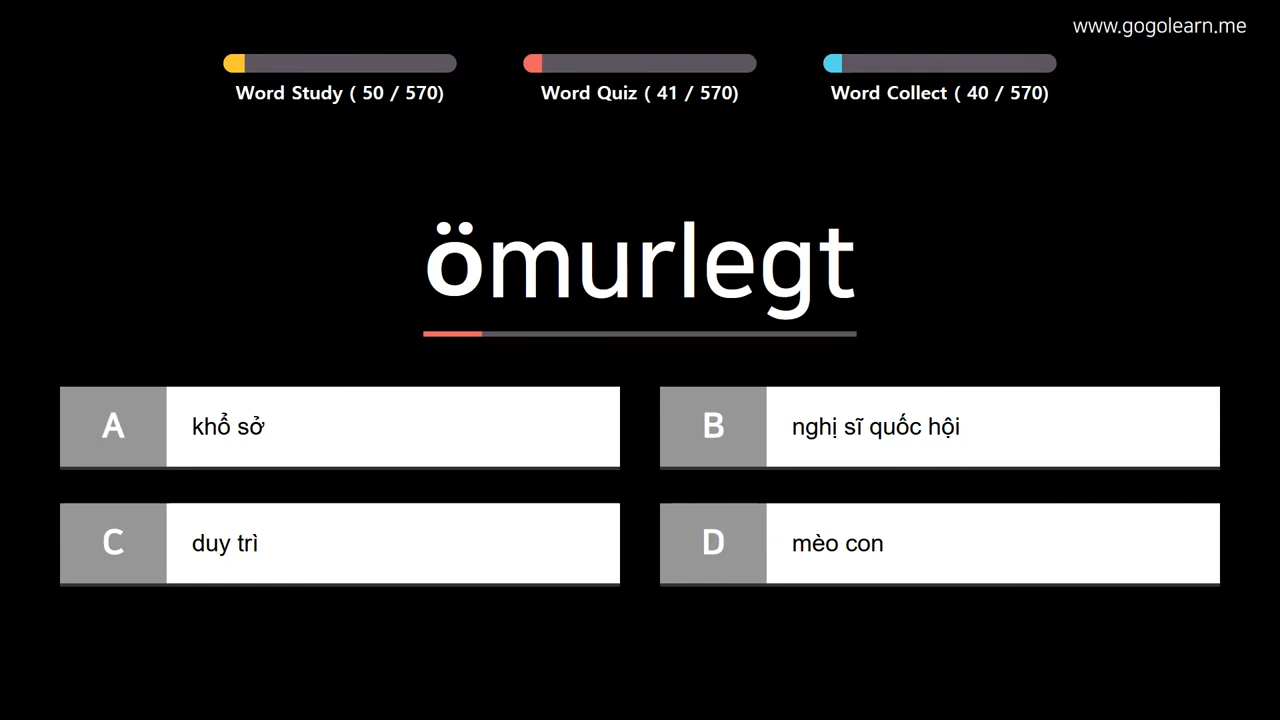 www.gogolearn.me
Word Study ( 50 / 570)
Word Quiz ( 41 / 570)
Word Collect ( 40 / 570)
ömurlegt
A khổ sở
B nghị sĩ quốc hội
C duy trì
D mèo con